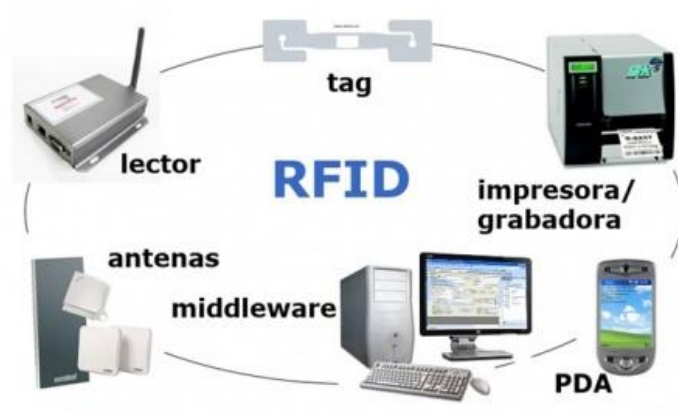 tag
lector
RFID
impresora/
grabadora
antenas
middleware
PDA